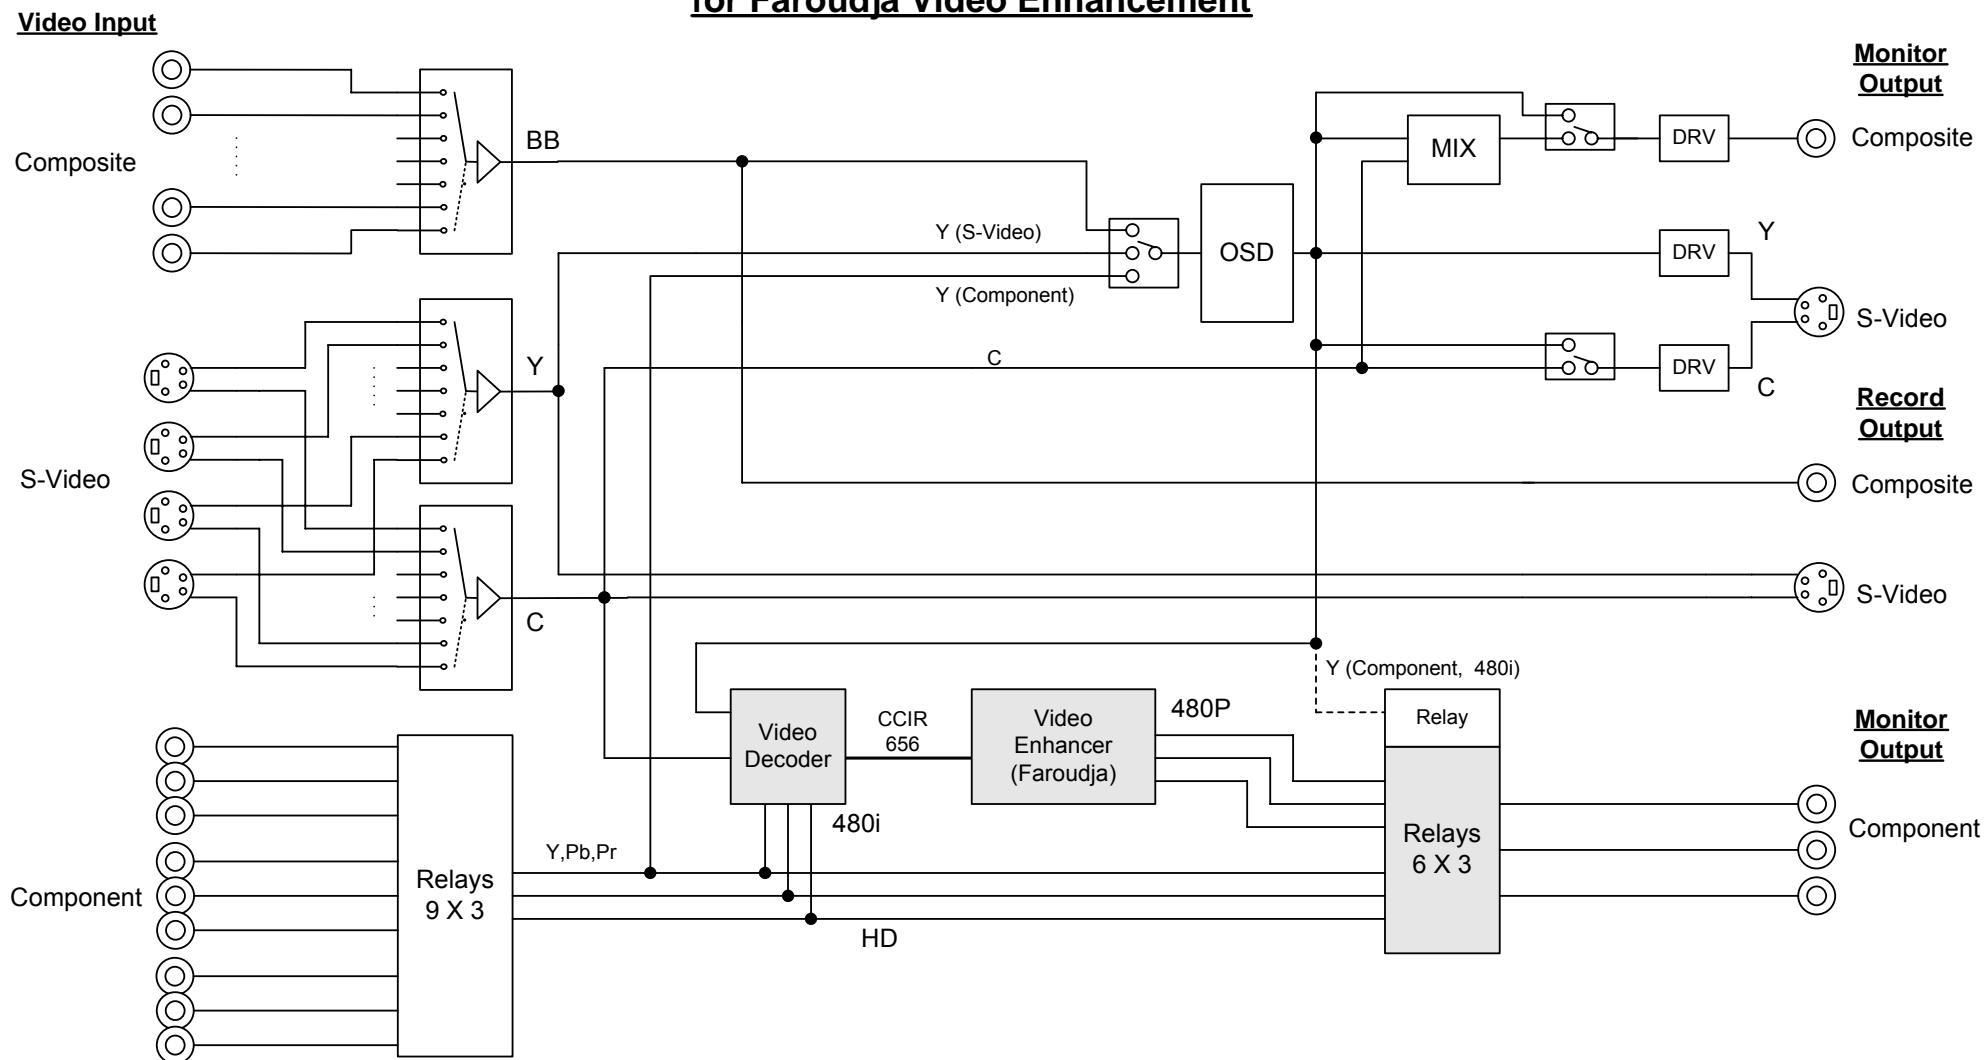 for Faroudja Video Enhancement
Video Input
Monitor
Output
Composite
BB
MIX
DRV
Composite
Y (S-Video)
OSD
DRV
Y
Y (Component)
S-Video
Y
C
DRV
C
Record
Output
S-Video
Composite
C
S-Video
Y (Component, 480i)
Video
Decoder
CCIR
656
Video
Enhancer
(Faroudja)
480P
Relay
Monitor
Output
480i
Relays
6 X 3
Component
Y,Pb,Pr
Component
Relays
9 X 3
HD